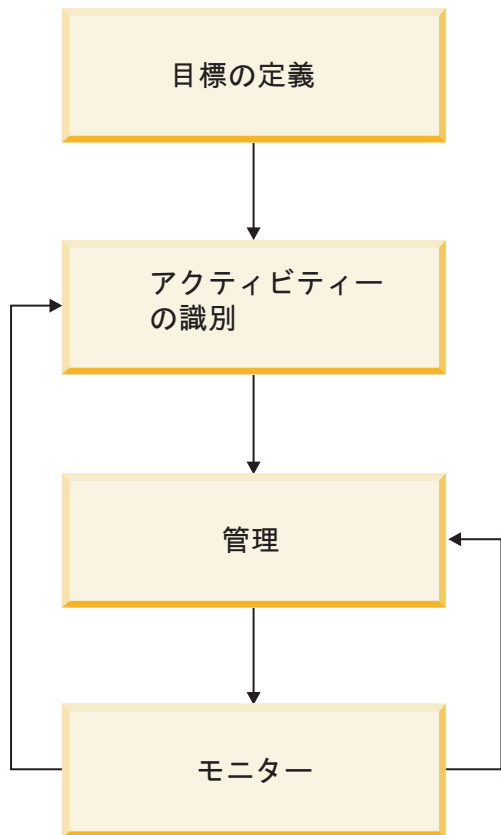 目標の定義
アクティビティー
の識別
管理
モニター